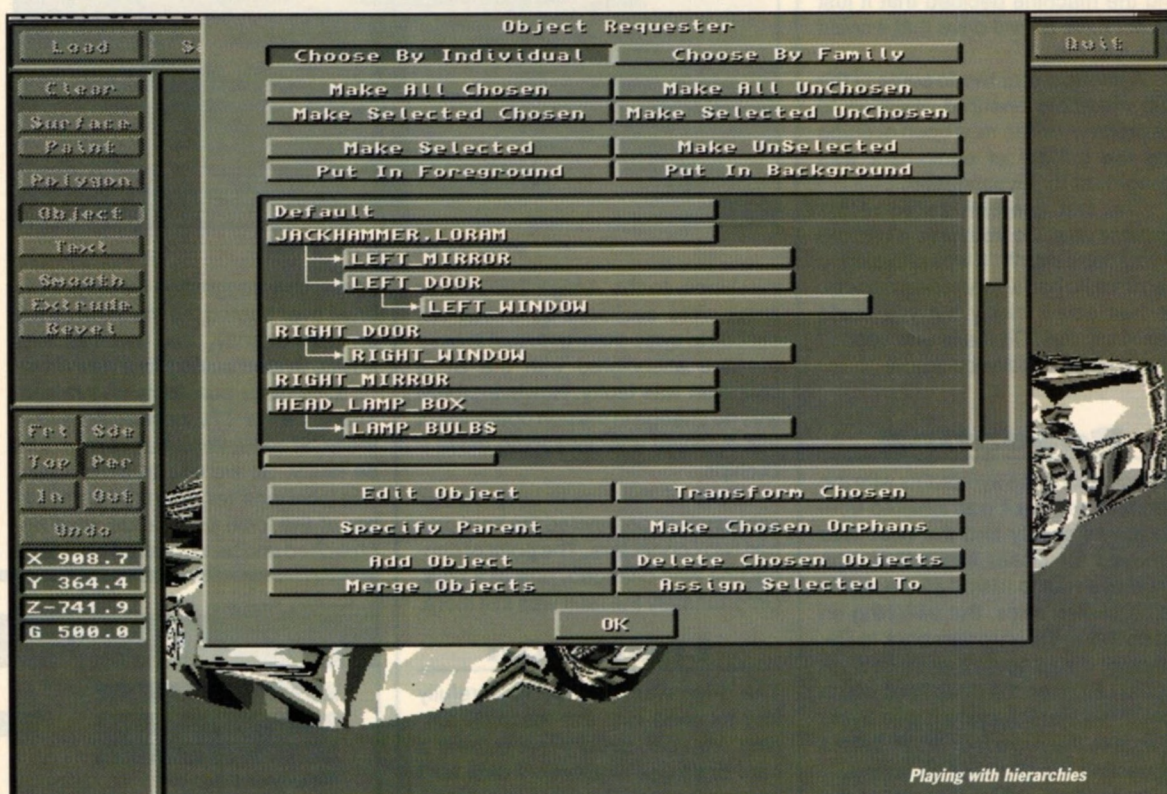 Object Requester
Load
Quit
Choose By Individual
Choose By Family
Clear
Make All Chosen
Make All UnChosen
Surface
Make Selected Chosen
Make Selected UnChosen
Paint
Make Selected
Make UnSelected
Polygon
Put In Foreground
Put In Background
Object
Default
Text
JACKHAMMER.LORAM
LEFT_MIRROR
Smooth
LEFT_DOOR
Extrude
LEFT_WINDOW
Bevel
RIGHT_DOOR
RIGHT_WINDOW
RIGHT_MIRROR
HEAD_LAMP_BOX
Frt Sde
LAMP_BULBS
Top Per
In Out
Edit Object
Transform Chosen
Undo
Specify Parent
Make Chosen Orphans
X 908.7
Add Object
Delete Chosen Objects
Y 364.4
Merge Objects
Assign Selected To
Z-741.9
G 500.0
OK
Playing with hierarchies